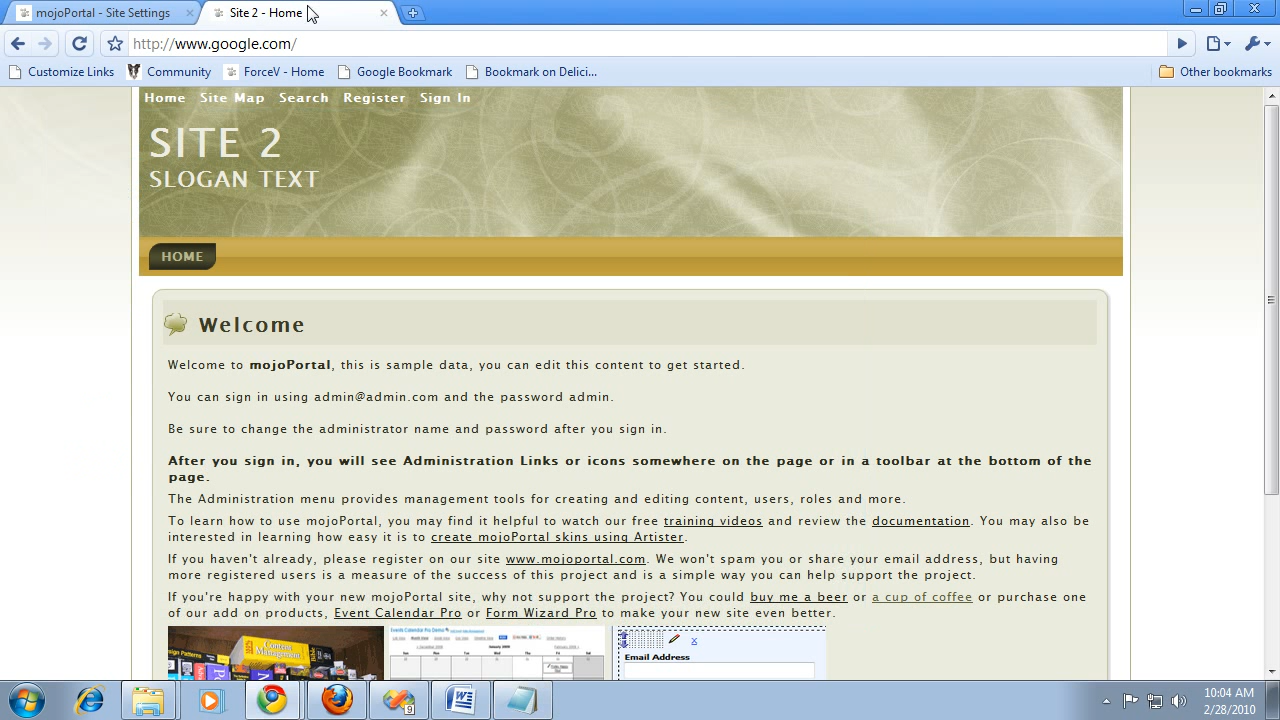 mojoPortal - Site Settings
Site 2 - Home
http://www.google.com/
Customize Links
Community
ForceV - Home
Google Bookmark
Bookmark on Delici...
Other bookmarks
Home Site Map Search Register Sign In
SITE 2
SLOGAN TEXT
HOME
Welcome
Welcome to mojoPortal, this is sample data, you can edit this content to get started.
You can sign in using admin@admin.com and the password admin.
Be sure to change the administrator name and password after you sign in.
After you sign in, you will see Administration Links or icons somewhere on the page or in a toolbar at the bottom of the
page.
The Administration menu provides management tools for creating and editing content, users, roles and more.
To learn how to use mojoPortal, you may find it helpful to watch our free training videos and review the documentation. You may also be
interested in learning how easy it is to create mojoPortal skins using Artister.
If you haven't already, please register on our site www.mojoportal.com. We won't spam you or share your email address, but having
more registered users is a measure of the success of this project and is a simple way you can help support the project.
If you're happy with your new mojoPortal site, why not support the project? You could buy me a beer or a cup of coffee or purchase one
of our add on products, Event Calendar Pro or Form Wizard Pro to make your new site even better.
Content
Management
Events Calendar Pro Demo
January 2009
X
Email Address
9
10:04 AM
2/28/2010